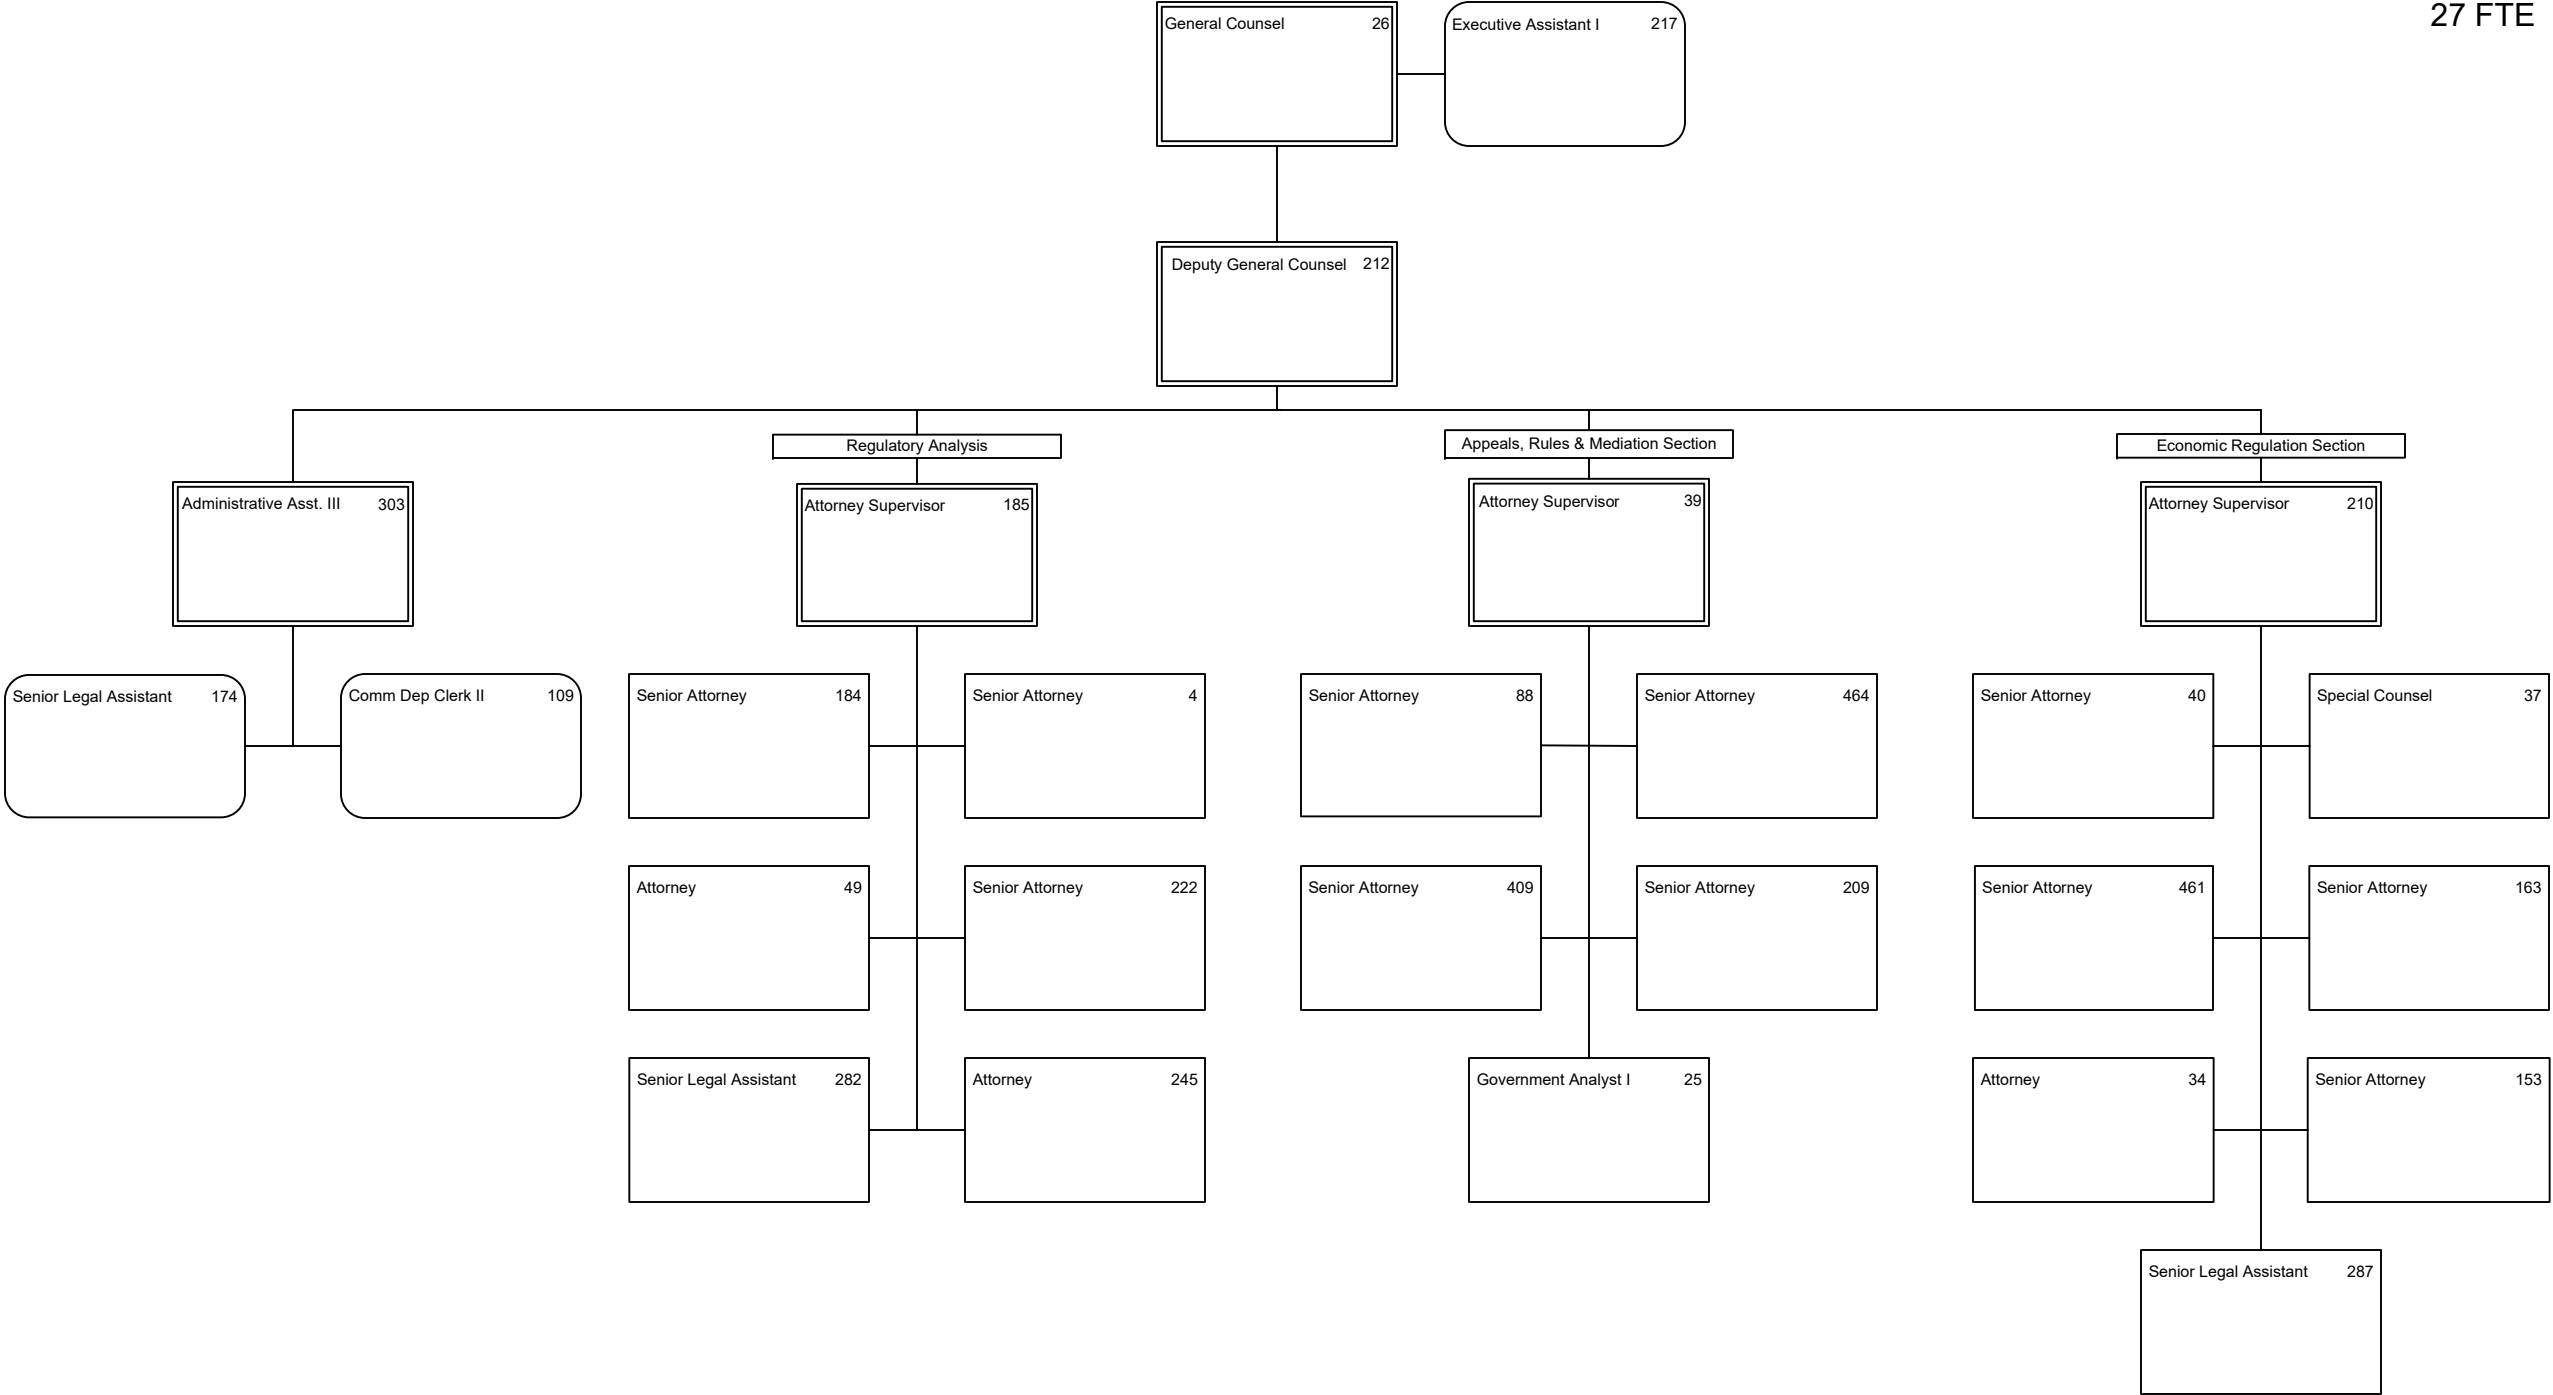 27 FTE
General Counsel 26
Executive Assistant I 217
Deputy General Counsel 212
Regulatory Analysis
Appeals, Rules & Mediation Section
Economic Regulation Section
Administrative Asst. III 303
Attorney Supervisor 185
Attorney Supervisor 39
Attorney Supervisor 210
Senior Legal Assistant 174
Comm Dep Clerk II 109
Senior Attorney 184
Senior Attorney 4
Senior Attorney 88
Senior Attorney 464
Senior Attorney 40
Special Counsel 37
Attorney 49
Senior Attorney 222
Senior Attorney 409
Senior Attorney 209
Senior Attorney 461
Senior Attorney 163
Senior Legal Assistant 282
Attorney 245
Government Analyst I 25
Attorney 34
Senior Attorney 153
Senior Legal Assistant 287